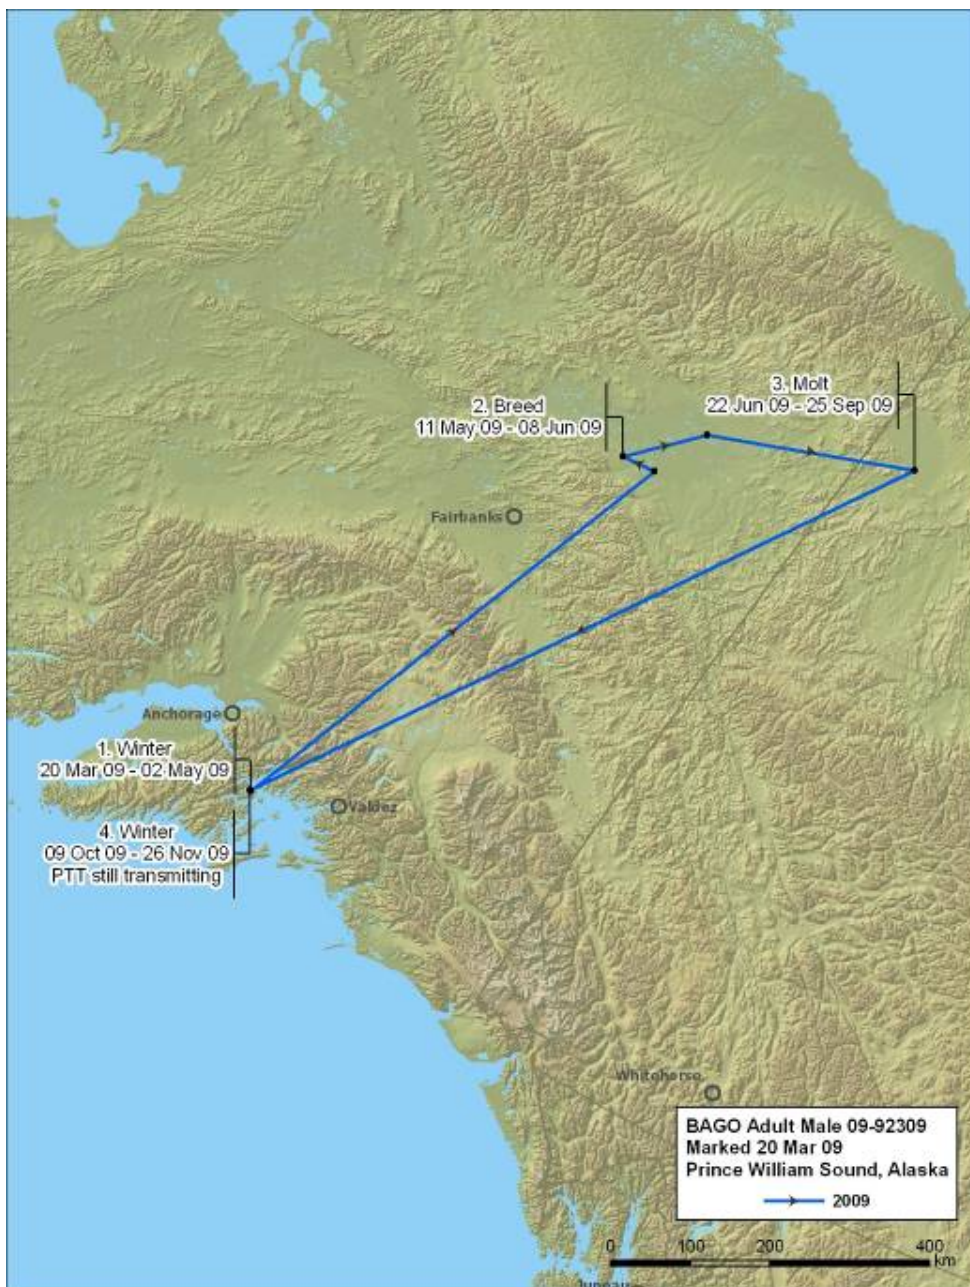 2. Breed
11 May 09 - 08 Jun 09
3. Molt
22 Jun 09 - 25 Sep 09
Fairbanks
Anchorage
1. Winter
20 Mar 09 - 02 May 09
Valdez
4. Winter
09 Oct 09 - 26 Nov 09
PTT still transmitting
Whitehorse
BAGO Adult Male 09-92309
Marked 20 Mar 09
Prince William Sound, Alaska
2009
0 100 200 400
km
Juneau